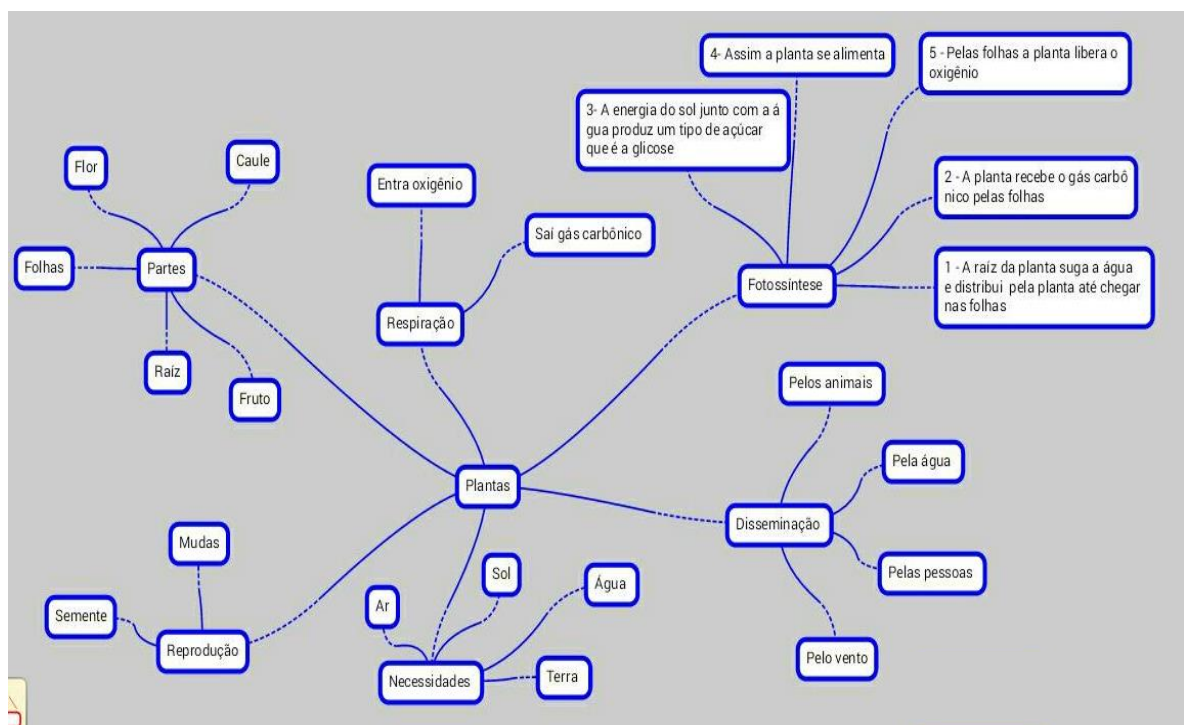 4- Assim a planta se alimenta
5 - Pelas folhas a planta libera o
oxigênio
3- A energia do sol junto com a á
gua produz um tipo de açúcar
que é a glicose
Flor
Caule
Entra oxigênio
2 - A planta recebe o gás carbô
nico pelas folhas
Saí gás carbônico
Folhas
Partes
Fotossíntese
1 - A raíz da planta suga a água
e distribui pela planta até chegar
nas folhas
Respiração
Raíz
Fruto
Pelos animais
Pela água
Plantas
Disseminação
Mudas
Sol
Água
Pelas pessoas
Ar
Semente
Reprodução
Necessidades
Terra
Pelo vento